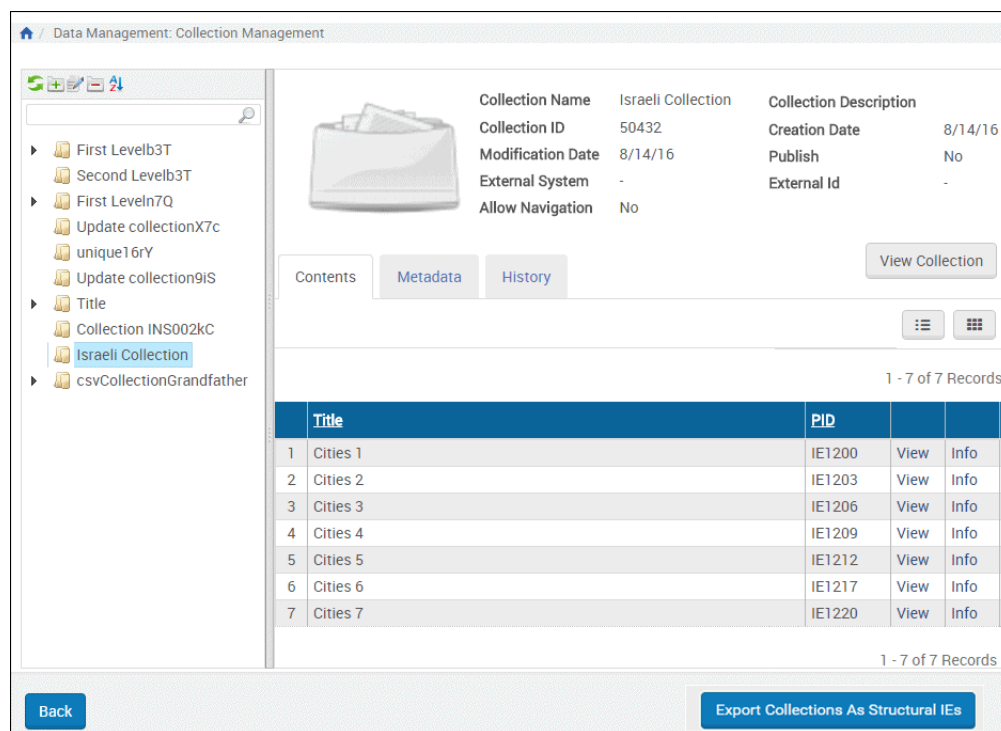 / Data Management: Collection Management
First Levelb3T
Second Levelb3T
First Leveln7Q
Update collectionX7c
unique16rY
Update collection9iS
Title
Collection INS002kC
Israeli Collection
csvCollectionGrandfather
Collection Name Israeli Collection Collection Description
Collection ID 50432 Creation Date 8/14/16
Modification Date 8/14/16 Publish No
External System - External Id -
Allow Navigation No
View Collection
Contents Metadata History
1 - 7 of 7 Records
Title PID
1 Cities 1 IE1200 View Info
2 Cities 2 IE1203 View Info
3 Cities 3 IE1206 View Info
4 Cities 4 IE1209 View Info
5 Cities 5 IE1212 View Info
6 Cities 6 IE1217 View Info
7 Cities 7 IE1220 View Info
1 - 7 of 7 Records
Back Export Collections As Structural IEs